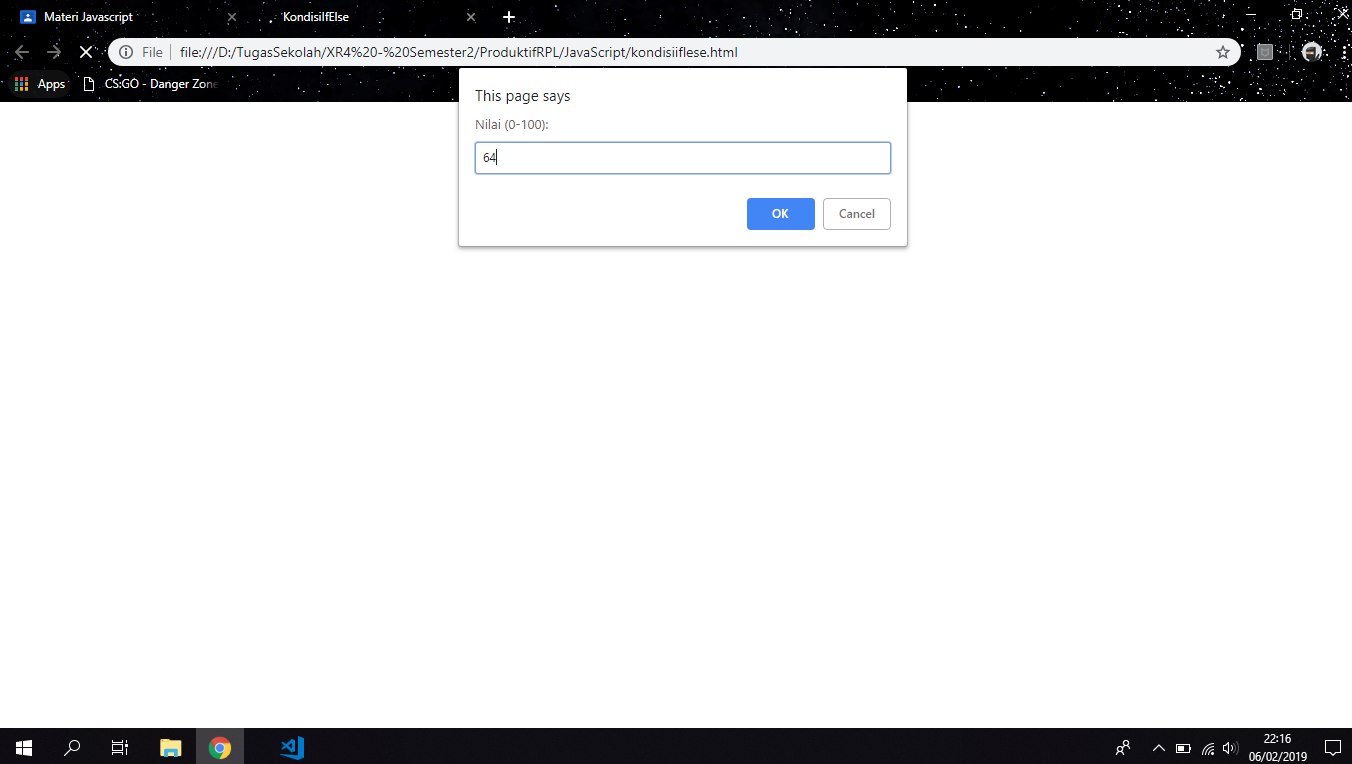 Materi Javascript
KondisiIfElse
File
file:///D:/TugasSekolah/XR4%20-%20Semester2/ProduktifRPL/JavaScript/kondisiiflese.html
Apps
CS:GO - Danger Zone
This page says
Nilai (0-100):
64
OK
Cancel
22:16
06/02/2019